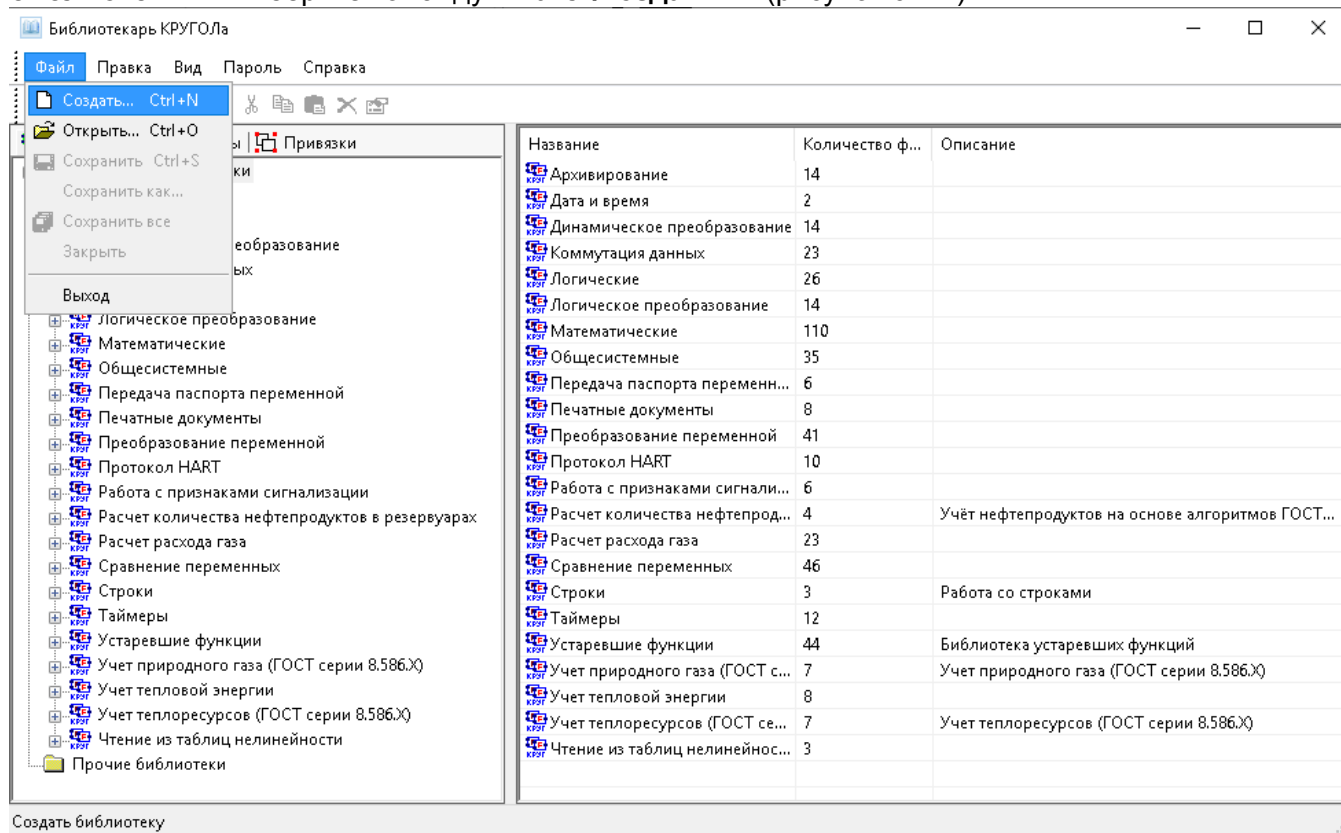 Библиотекарь КРУГОЛа
Файл Правка Вид Пароль Справка
Создать... Ctrl+N
Открыть... Ctrl+O
Сохранить Ctrl+S
Сохранить как...
Сохранить все
Закрыть
Выход
ы Привязки
ки
еобразование
ых
Логическое преобразование
Математические
Общесистемные
Передача паспорта переменной
Печатные документы
Преобразование переменной
Протокол HART
Работа с признаками сигнализации
Расчет количества нефтепродуктов в резервуарах
Расчет расхода газа
Сравнение переменных
Строки
Таймеры
Устаревшие функции
Учет природного газа (ГОСТ серии 8.586.X)
Учет тепловой энергии
Учет теплоресурсов (ГОСТ серии 8.586.X)
Чтение из таблиц нелинейности
Прочие библиотеки
Название Количество ф... Описание
Архивирование 14
Дата и время 2
Динамическое преобразование 14
Коммутация данных 23
Логические 26
Логическое преобразование 14
Математические 110
Общесистемные 35
Передача паспорта переменн... 6
Печатные документы 8
Преобразование переменной 41
Протокол HART 10
Работа с признаками сигнали... 6
Расчет количества нефтепрод... 4 Учёт нефтепродуктов на основе алгоритмов ГОСТ...
Расчет расхода газа 23
Сравнение переменных 46
Строки 3 Работа со строками
Таймеры 12
Устаревшие функции 44 Библиотека устаревших функций
Учет природного газа (ГОСТ с... 7 Учет природного газа (ГОСТ серии 8.586.X)
Учет тепловой энергии 8
Учет теплоресурсов (ГОСТ се... 7 Учет теплоресурсов (ГОСТ серии 8.586.X)
Чтение из таблиц нелинейнос... 3
Создать библиотеку